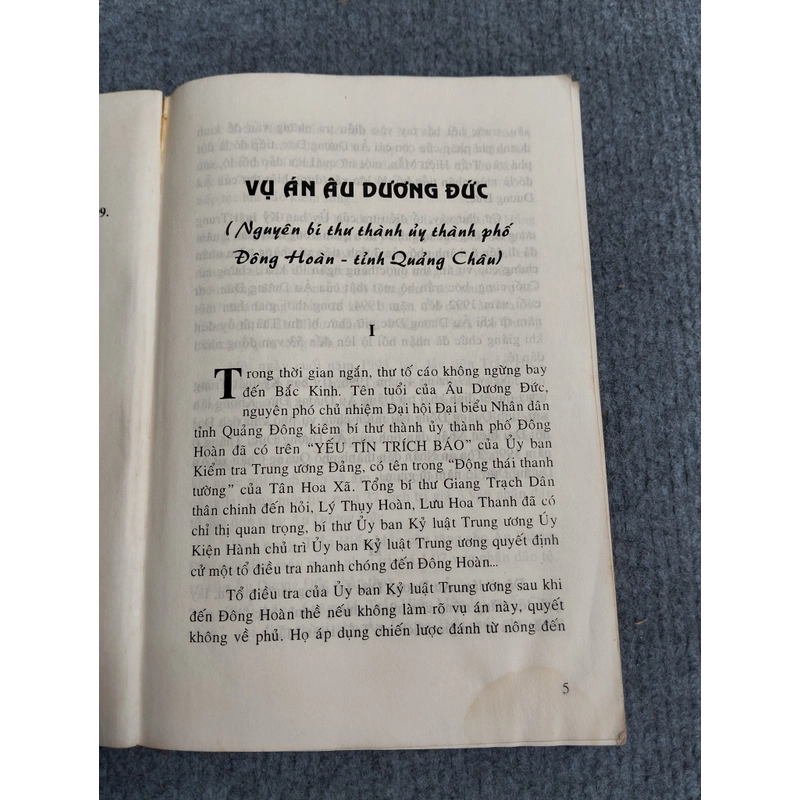 9.
VỤ ÁN ÂU DƯƠNG ĐỨC
(Nguyên bí thư thành ủy thành phố
Đông Hoàn - tỉnh Quảng Châu)
I
Trong thời gian ngắn, thư tố cáo không ngừng bay
đến Bắc Kinh. Tên tuổi của Âu Dương Đức,
nguyên phó chủ nhiệm Đại hội Đại biểu Nhân dân
tỉnh Quảng Đông kiêm bí thư thành ủy thành phố Đông
Hoàn đã có trên “YẾU TÍN TRÍCH BÁO” của Ủy ban
Kiểm tra Trung ương Đảng, có tên trong “Động thái thanh
tường” của Tân Hoa Xã. Tổng bí thư Giang Trạch Dân
thân chinh đến hỏi, Lý Thụy Hoàn, Lưu Hoa Thanh đã có
chỉ thị quan trọng, bí thư Ủy ban Kỷ luật Trung ương Úy
Kiện Hành chủ trì Ủy ban Kỷ luật Trung ương quyết định
cử một tổ điều tra nhanh chóng đến Đông Hoàn...
Tổ điều tra của Ủy ban Kỷ luật Trung ương sau khi
đến Đông Hoàn thề nếu không làm rõ vụ án này, quyết
không về phủ. Họ áp dụng chiến lược đánh từ nông đến
5